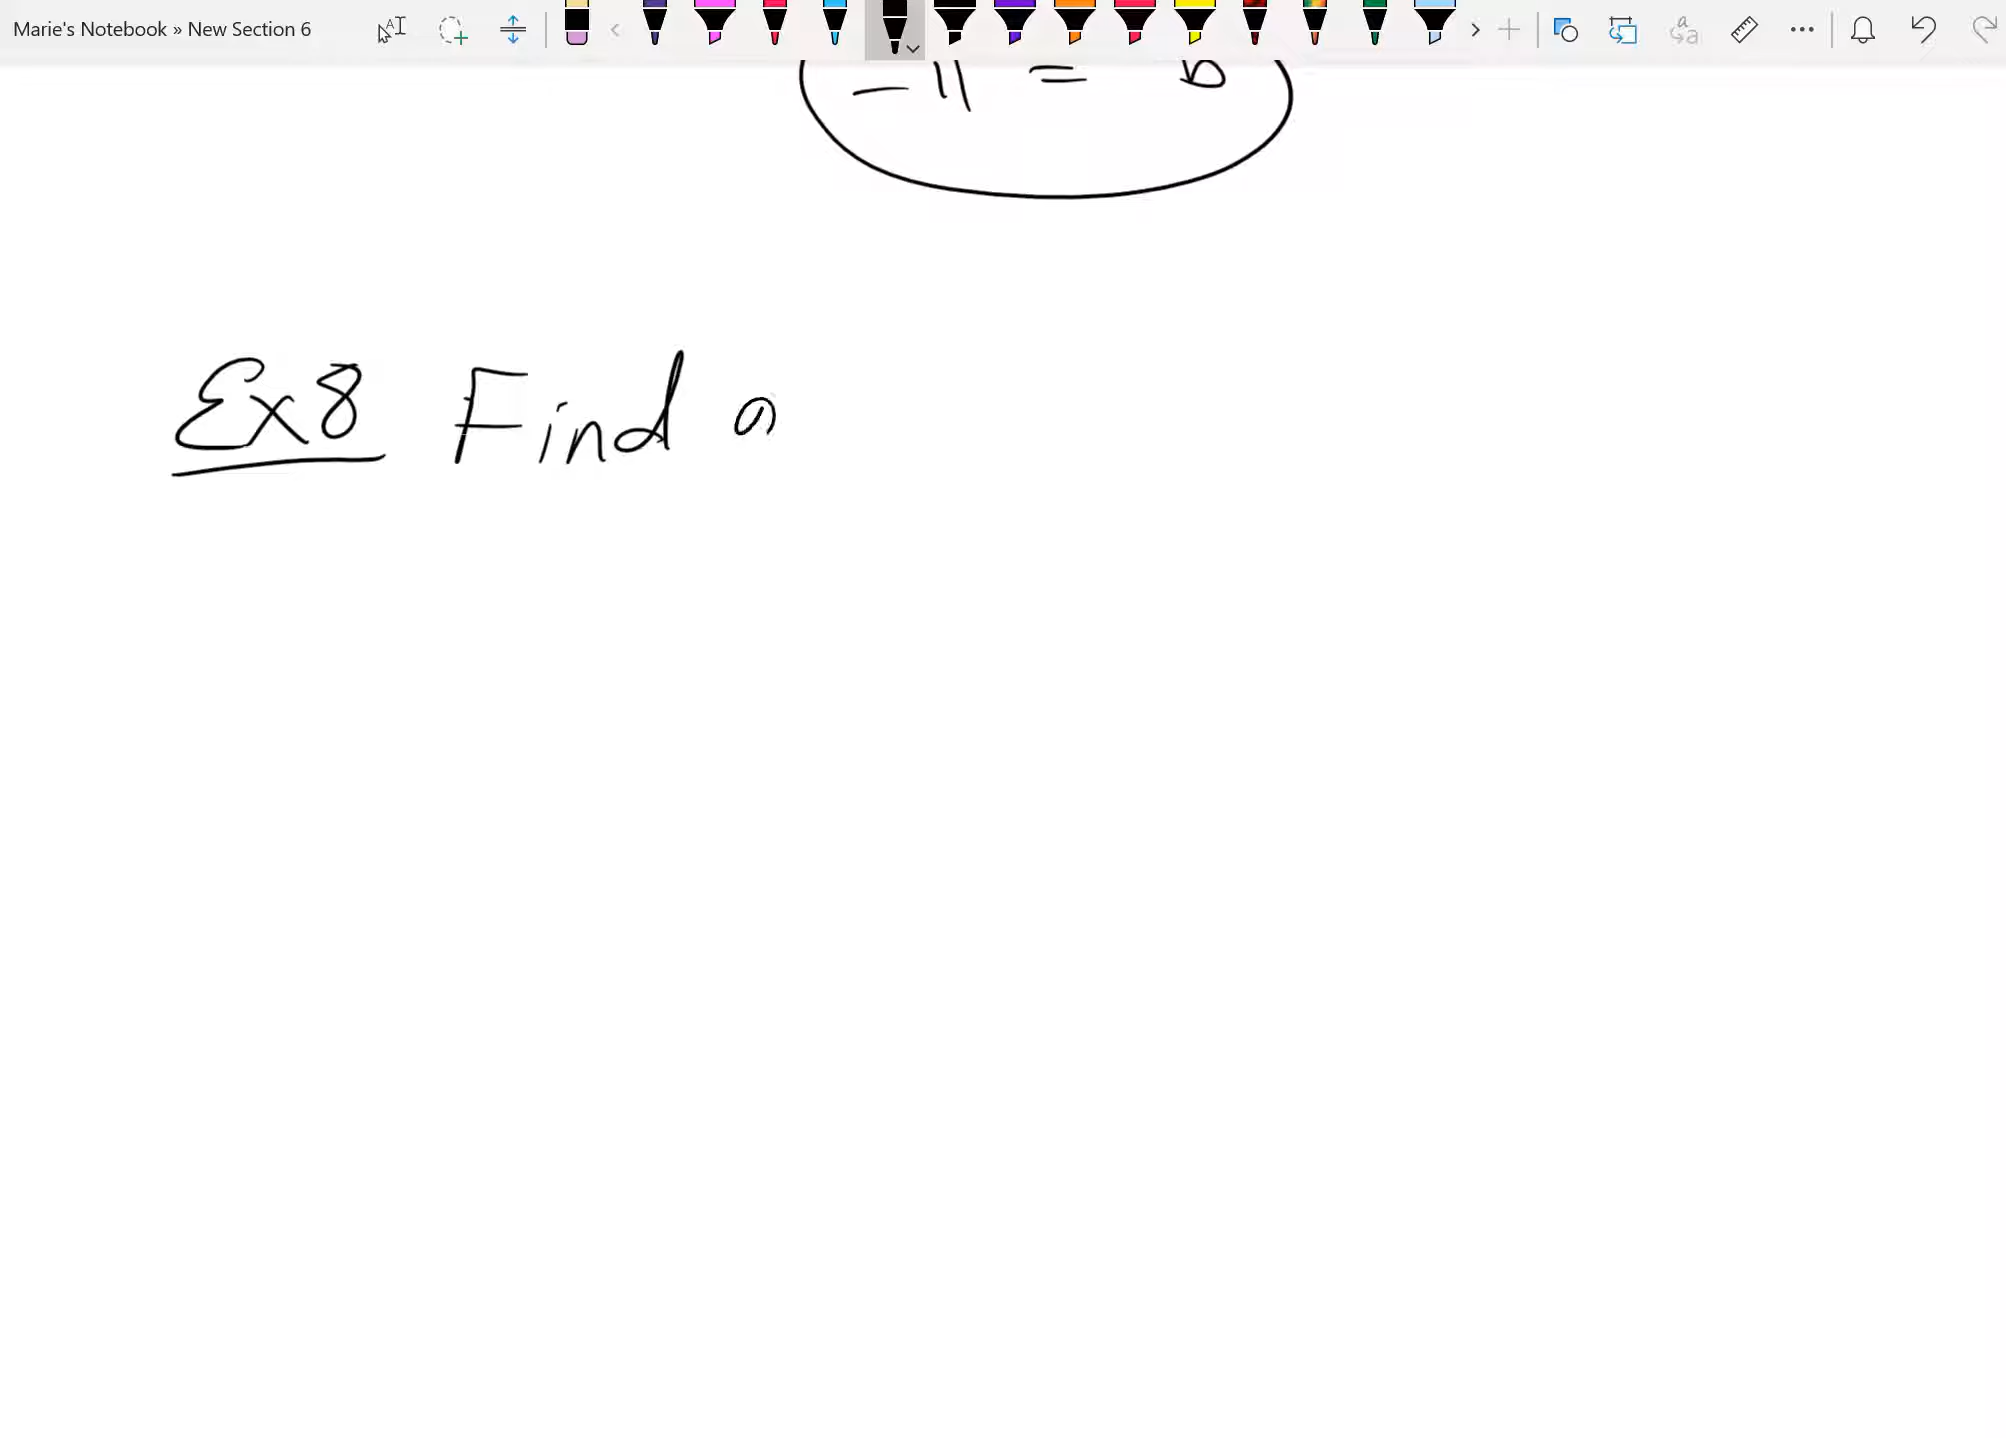 Marie's Notebook » New Section 6
-11 = b
Ex8 Find a